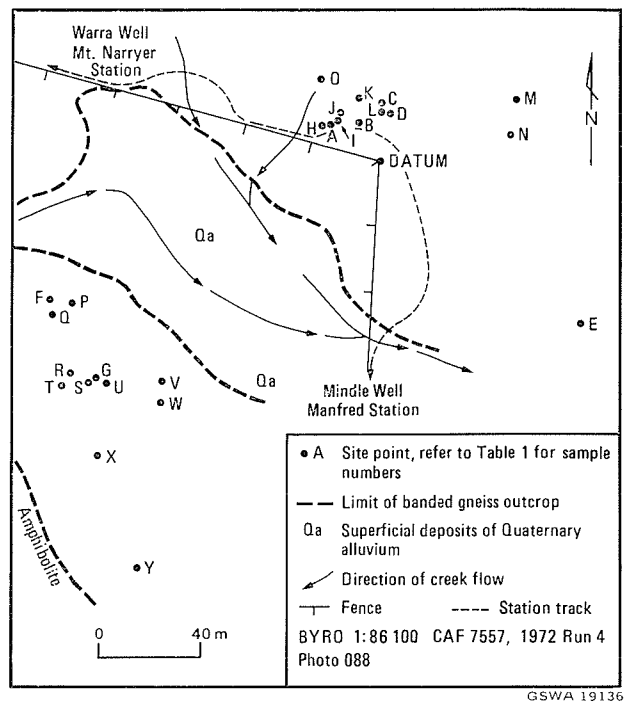 Warra Well
Mt. Narryer
Station
O
K
C
M
J
L
D
H
A
B
N
I
N
DATUM
Qa
F
P
Q
E
R
G
T
S
U
V
Qa
W
Mindle Well
Manfred Station
X
Amphibolite
Y
0 40 m
A Site point, refer to Table 1 for sample
numbers
Limit of banded gneiss outcrop
Qa Superficial deposits of Quaternary
alluvium
Direction of creek flow
Fence Station track
BYRO 1:86 100 CAF 7557, 1972 Run 4
Photo 088
GSWA 19136